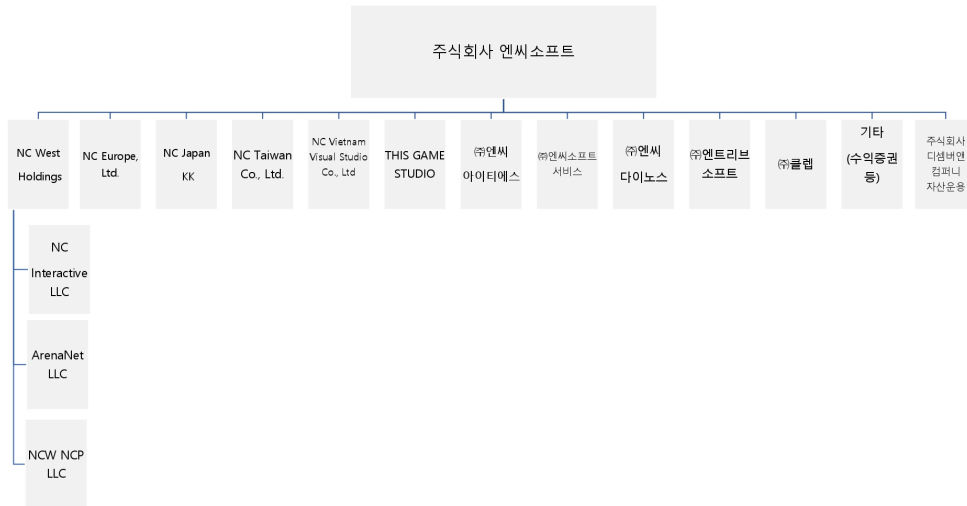 주식회사 엔씨소프트
NC West
Holdings
NC Europe,
Ltd.
NC Japan
KK
NC Taiwan
Co., Ltd.
NC Vietnam
Visual Studio
Co., Ltd
THIS GAME
STUDIO
㈜엔씨
아이티에스
㈜엔씨소프트
서비스
㈜엔씨
다이노스
㈜엔트리브
소프트
㈜클렙
기타
(수익증권
등)
주식회사
디셈버앤
컴퍼니
자산운용
NC
Interactive
LLC
ArenaNet
LLC
NCW NCP
LLC